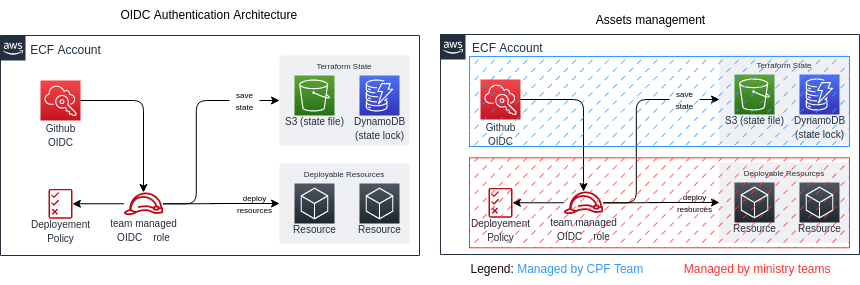 OIDC Authentication Architecture
aws
ECF Account
Terraform State
save
state
S3 (state file)
DynamoDB
(state lock)
Github
OIDC
Deployable Resources
deploy
resources
Resource
Resource
Deployement
Policy
team managed
OIDC role
Assets management
aws
ECF Account
Terraform State
save
state
S3 (state file)
DynamoDB
(state lock)
Github
OIDC
Deployable Resources
deploy
resources
Resource
Resource
Deployement
Policy
team managed
OIDC role
Legend: Managed by CPF Team
Managed by ministry teams